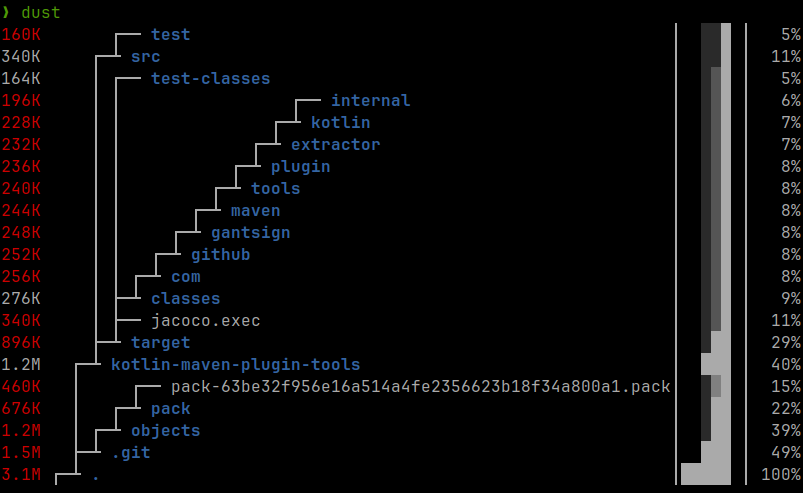 ❯ dust
160K test 5%
340K src 11%
164K test-classes 5%
196K internal 6%
228K kotlin 7%
232K extractor 7%
236K plugin 8%
240K tools 8%
244K maven 8%
248K gantsign 8%
252K github 8%
256K com 8%
276K classes 9%
340K jacoco.exec 11%
896K target 29%
1.2M kotlin-maven-plugin-tools 40%
460K pack-63be32f956e16a514a4fe2356623b18f34a800a1.pack 15%
676K pack 22%
1.2M objects 39%
1.5M .git 49%
3.1M . 100%